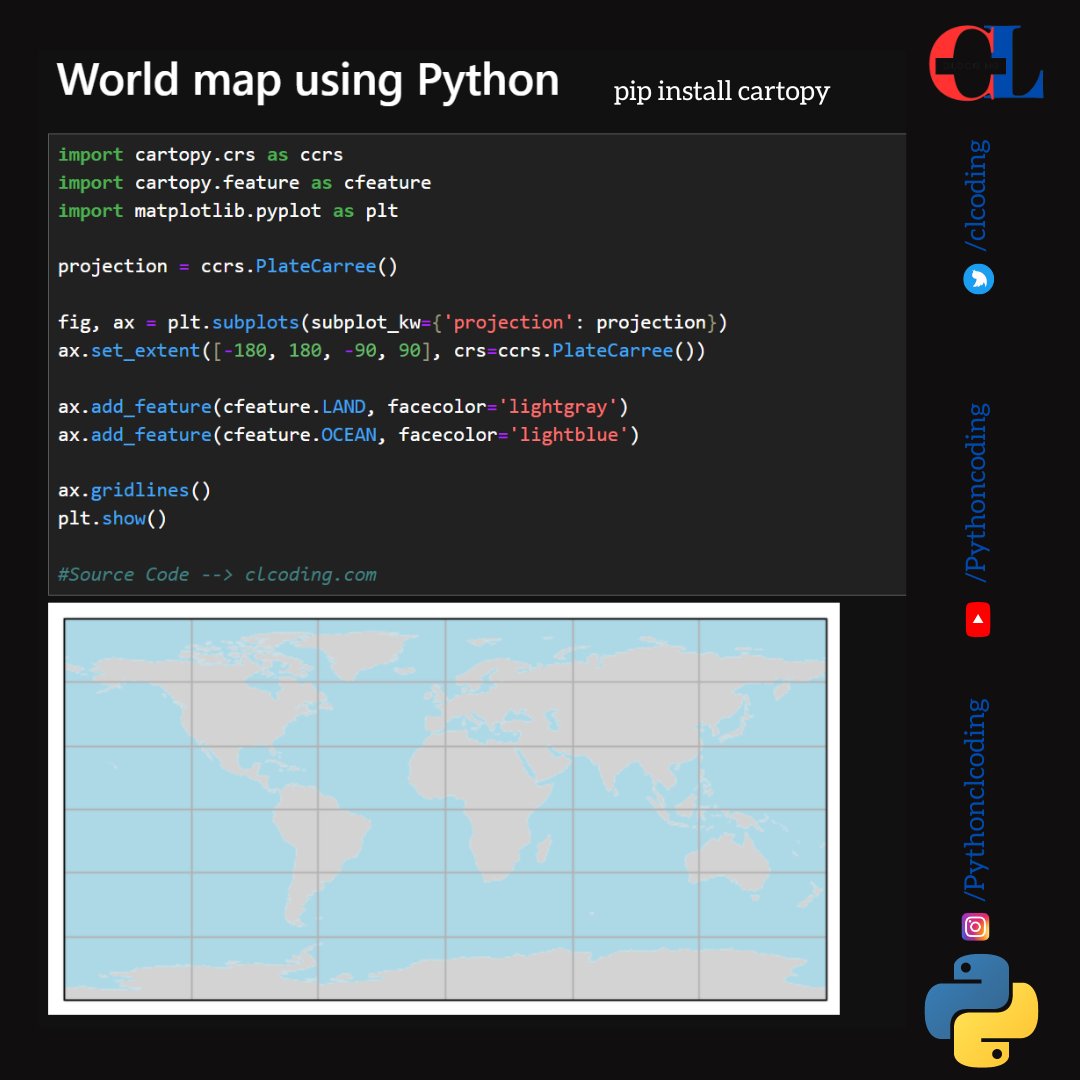 World map using Python
pip install cartopy
CL
import cartopy.crs as ccrs
import cartopy.feature as cfeature
import matplotlib.pyplot as plt
projection = ccrs.PlateCarree()
fig, ax = plt.subplots(subplot_kw={'projection': projection})
ax.set_extent([-180, 180, -90, 90], crs=ccrs.PlateCarree())
ax.add_feature(cfeature.LAND, facecolor='lightgray')
ax.add_feature(cfeature.OCEAN, facecolor='lightblue')
ax.gridlines()
plt.show()
#Source Code --> clcoding.com
/clcoding
/Pythoncoding
/Pythonclcoding